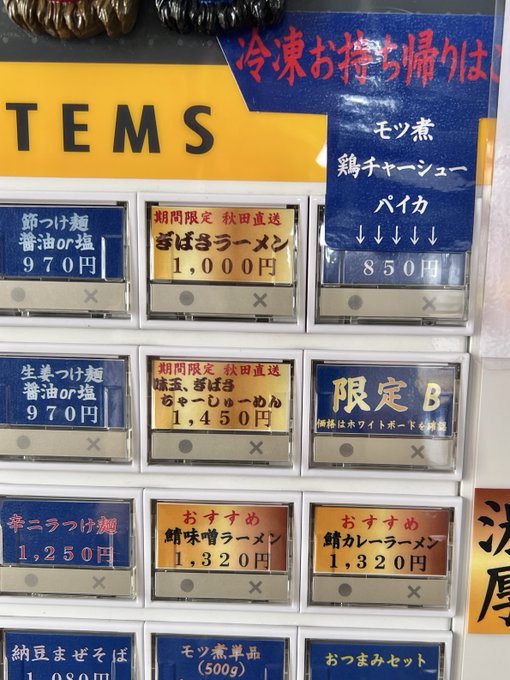 冷凍お持ち帰りは
TEMS
モツ煮
鶏チャーシュー
パイカ
↓↓↓↓↓
節つけ麺
醤油or塩
970円
期間限定 秋田直送
ぎばさラーメン
1,000円
850円
生姜つけ麺
醤油or塩
970円
期間限定 秋田直送
味玉、ぎばさ
ちゃーしゅーめん
1,450円
限定 B
価格はホワイトボードを確認
辛ニラつけ麺
1,250円
おすすめ
鯖味噌ラーメン
1,320円
おすすめ
鯖カレーラーメン
1,320円
濃厚
納豆まぜそば
1,080円
モツ煮単品
(500g)
おつまみセット